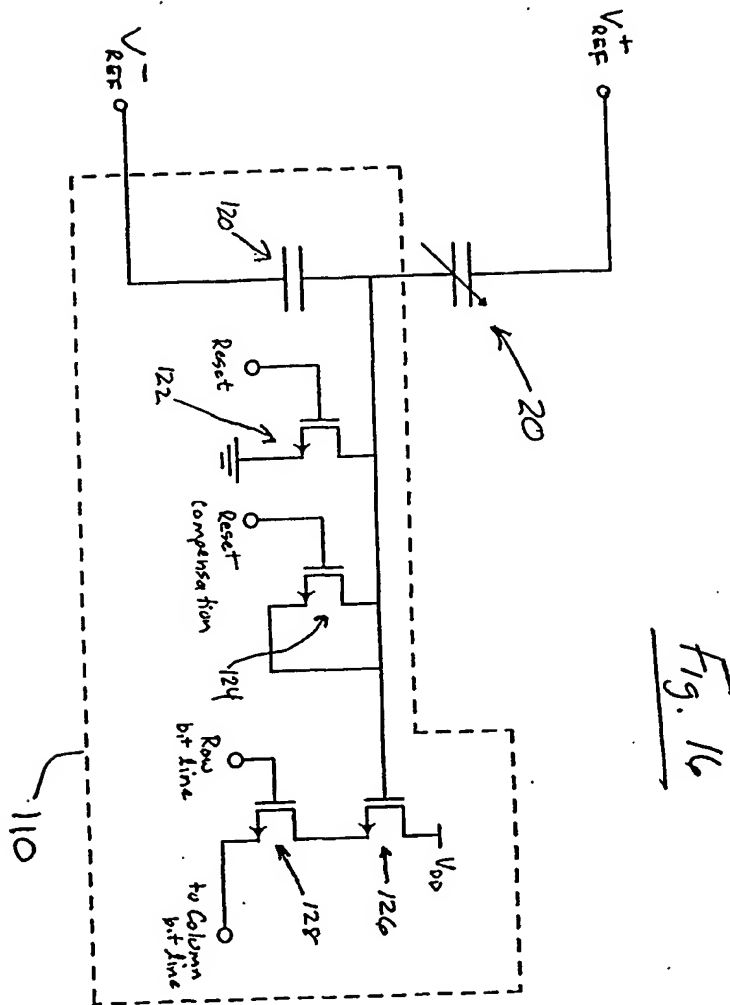 Fig. 16
V+REF
20
V-REF
120
Reset
122
Reset
compensation
124
Row
bit line
VDD
126
128
to Column
bit line
110